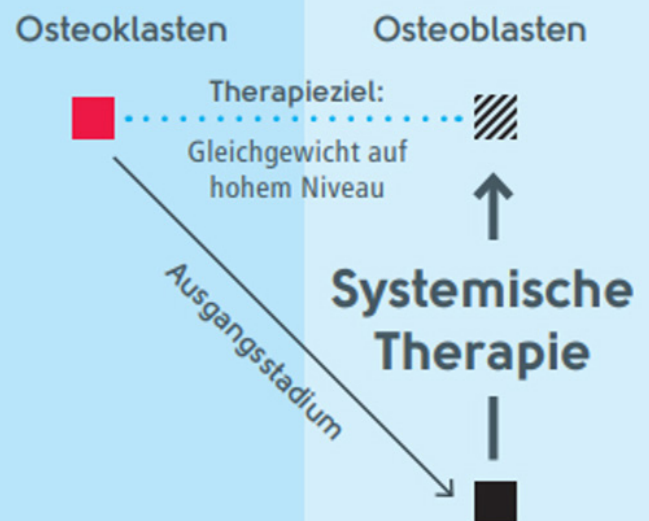 Osteoklasten
Osteoblasten
Therapieziel:
Gleichgewicht auf
hohem Niveau
Ausgangsstadium
Systemische
Therapie